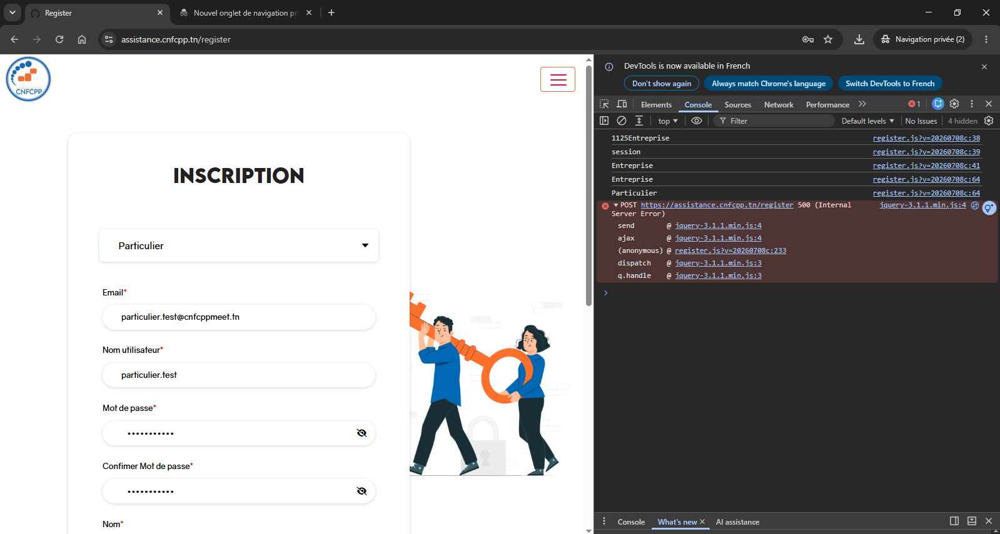 Register
Nouvel onglet de navigation pri
assistance.cnfcpp.tn/register
Navigation privée (2)
CNFCPP
INSCRIPTION
Particulier
Email*
particulier.test@cnfcppmeet.tn
Nom utilisateur*
particulier.test
Mot de passe*
•••••••••••
Confimer Mot de passe*
•••••••••••
Nom*
DevTools is now available in French
Don't show again
Always match Chrome's language
Switch DevTools to French
Elements Console Sources Network Performance 1
top Filter Default levels No Issues 4 hidden
1125Entreprise register.js?v=20260708c:38
session register.js?v=20260708c:39
Entreprise register.js?v=20260708c:41
Entreprise register.js?v=20260708c:64
Particulier register.js?v=20260708c:64
POST https://assistance.cnfcpp.tn/register 500 (Internal jquery-3.1.1.min.js:4
Server Error)
send @ jquery-3.1.1.min.js:4
ajax @ jquery-3.1.1.min.js:4
(anonymous) @ register.js?v=20260708c:233
dispatch @ jquery-3.1.1.min.js:3
q.handle @ jquery-3.1.1.min.js:3
Console What's new AI assistance